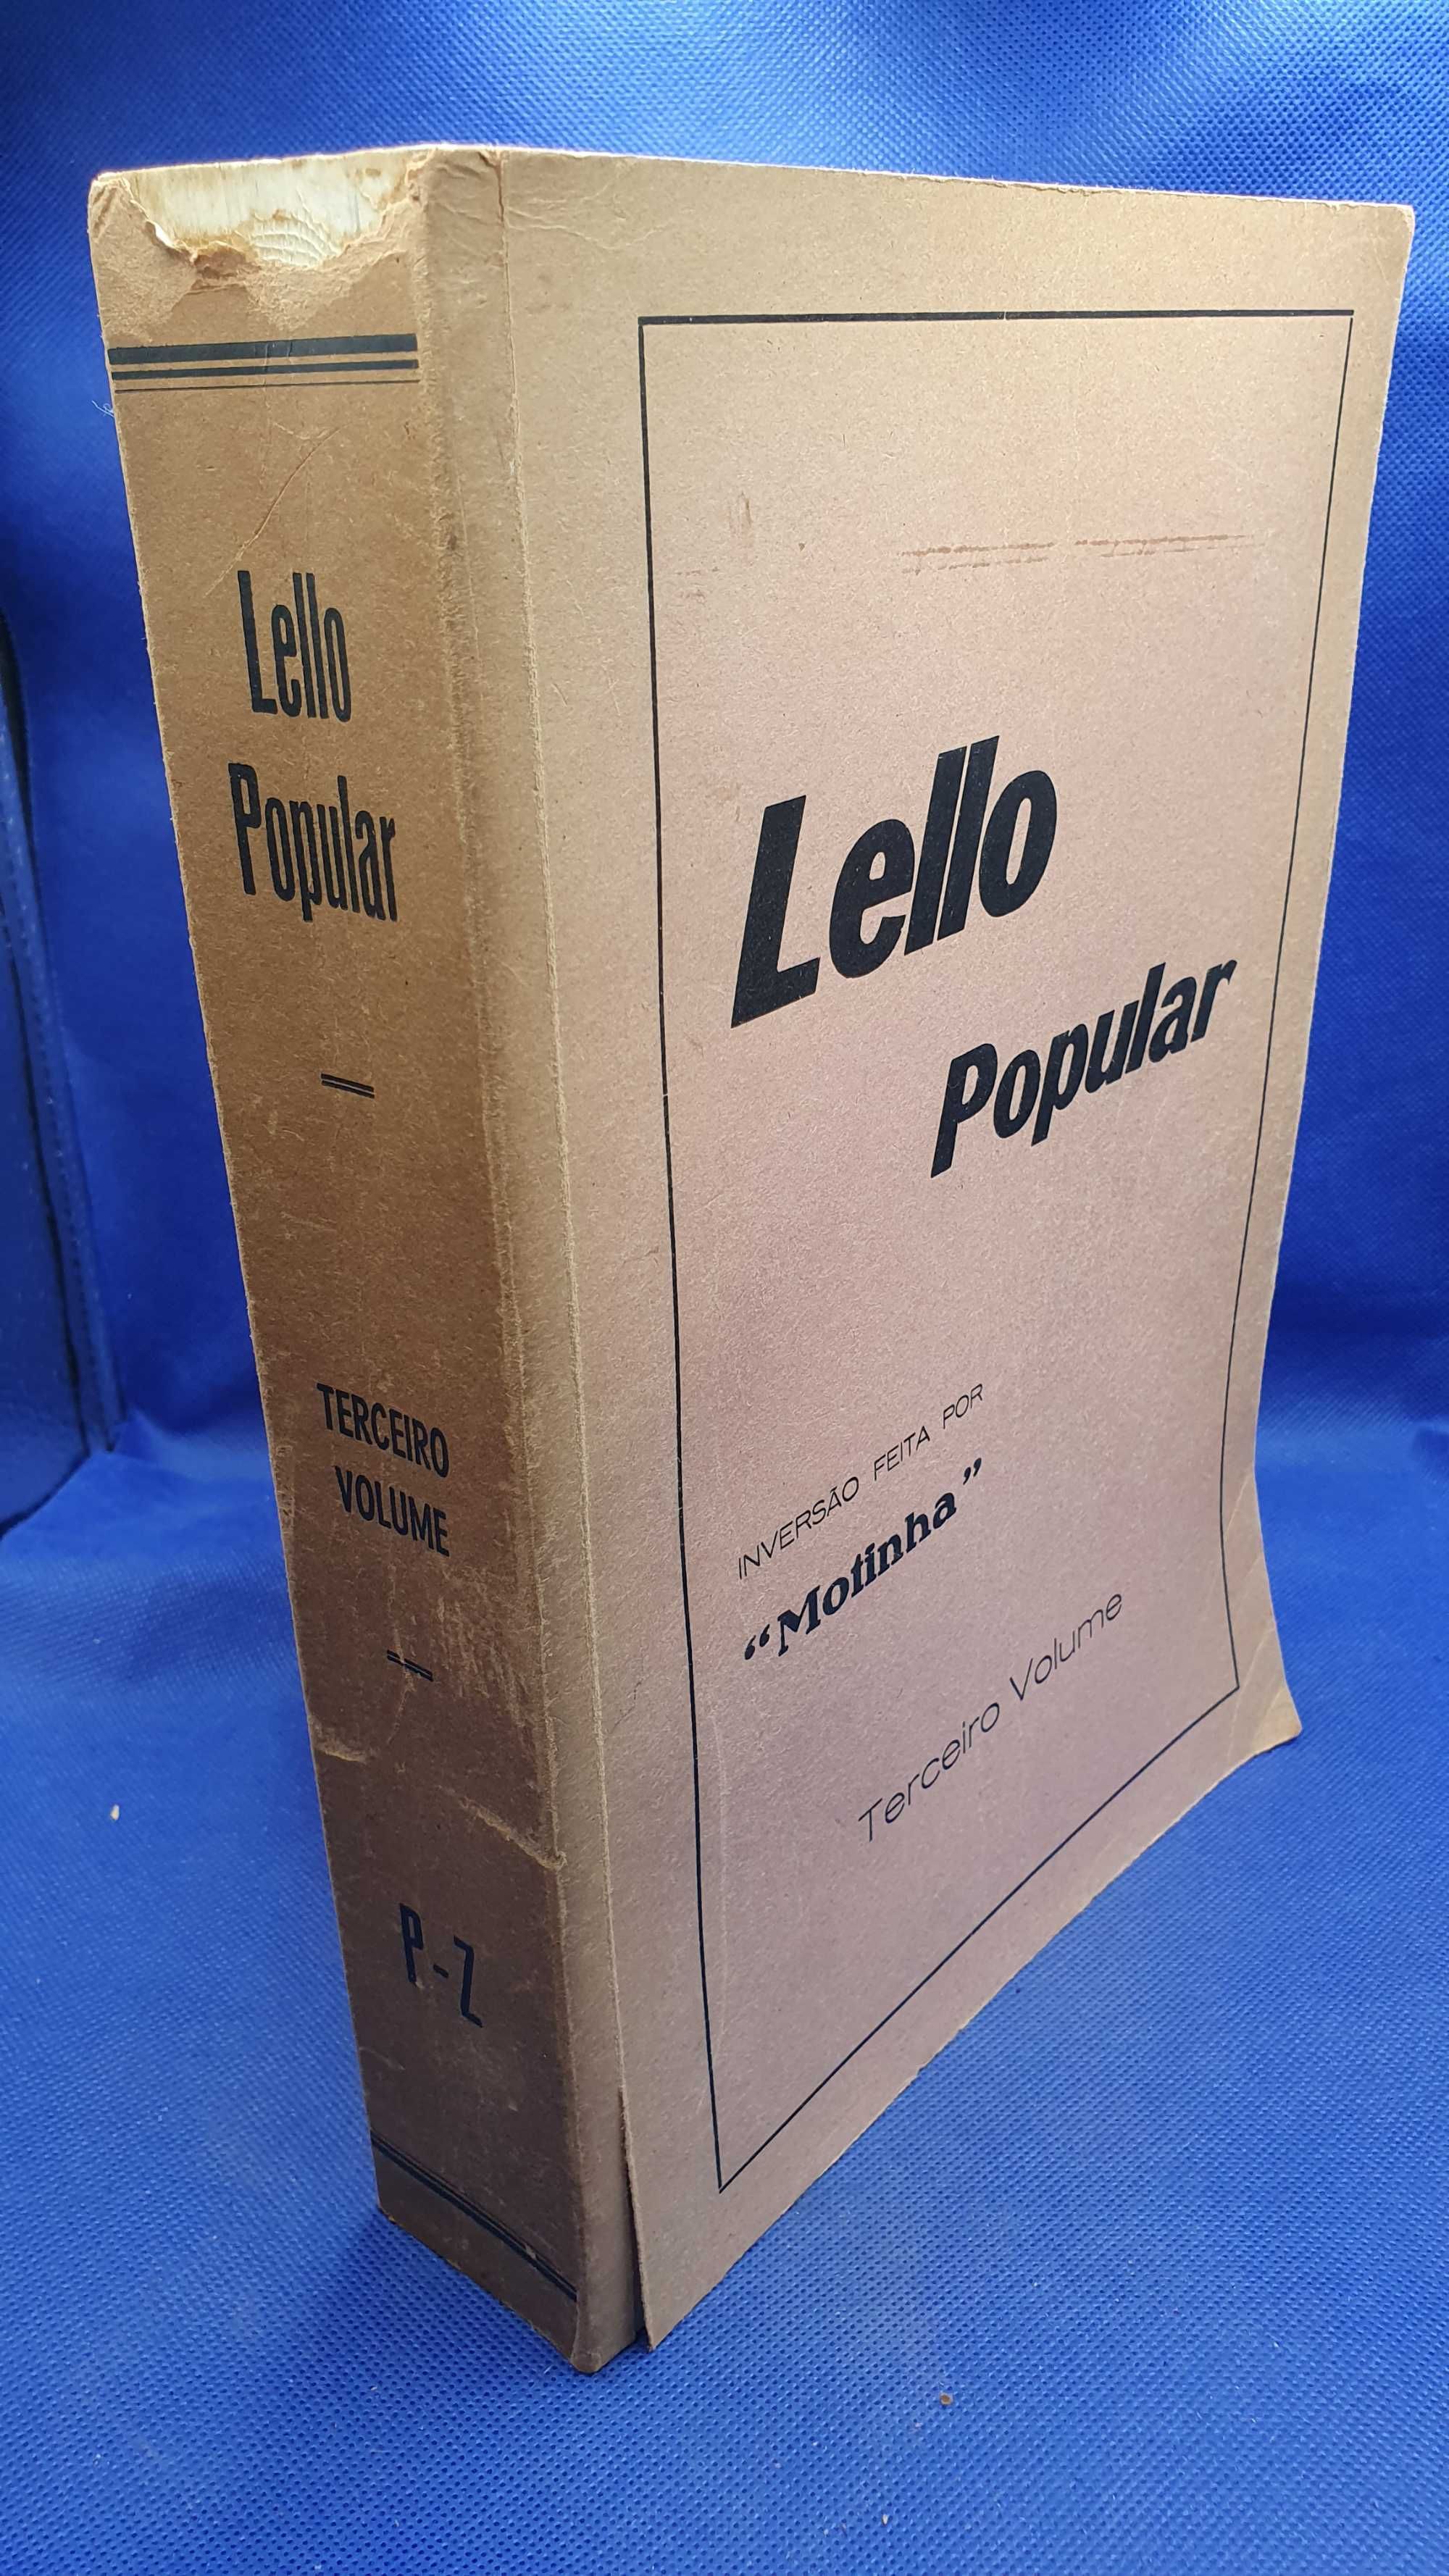 Lello
Popular
TERCEIRO
VOLUME
P-Z
Lello
Popular
INVERSÃO FEITA POR
“Motinha”
Terceiro Volume